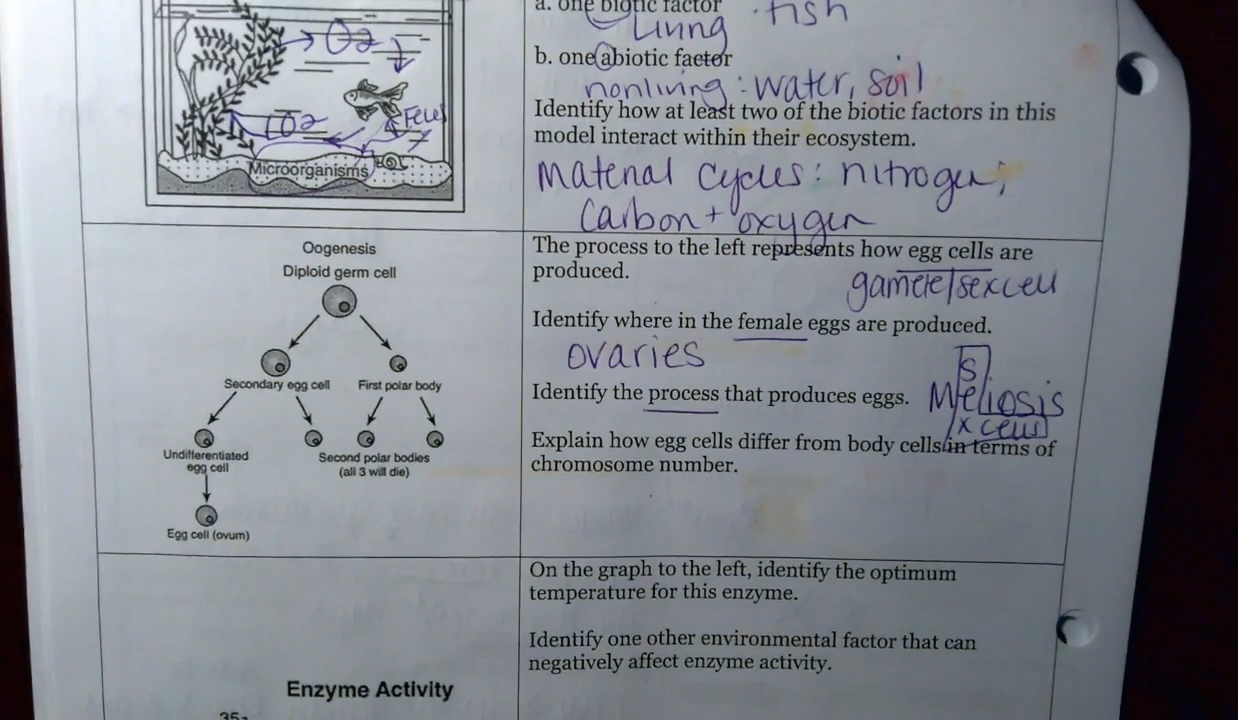 a. one biotic factor
Living · fish
b. one abiotic factor
nonliving : water, soil
Identify how at least two of the biotic factors in this
model interact within their ecosystem.
Material cycles: nitrogen,
carbon + oxygen
O2
CO2
Feces
Microorganisms
Oogenesis
Diploid germ cell
Secondary egg cell
First polar body
Undifferentiated
egg cell
Second polar bodies
(all 3 will die)
Egg cell (ovum)
The process to the left represents how egg cells are
produced.
gamete/sex cell
Identify where in the female eggs are produced.
ovaries
Identify the process that produces eggs.
S
Meiosis
x cells
Explain how egg cells differ from body cells in terms of
chromosome number.
Enzyme Activity
35
On the graph to the left, identify the optimum
temperature for this enzyme.
Identify one other environmental factor that can
negatively affect enzyme activity.